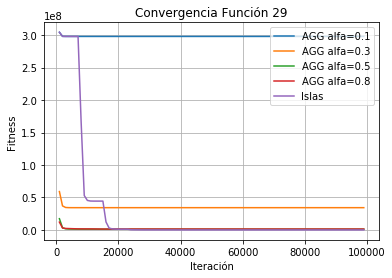 Convergencia Función 29
1e8
3.0
2.5
2.0
1.5
1.0
0.5
0.0
Fitness
0
20000
40000
60000
80000
100000
Iteración
AGG alfa=0.1
AGG alfa=0.3
AGG alfa=0.5
AGG alfa=0.8
Islas